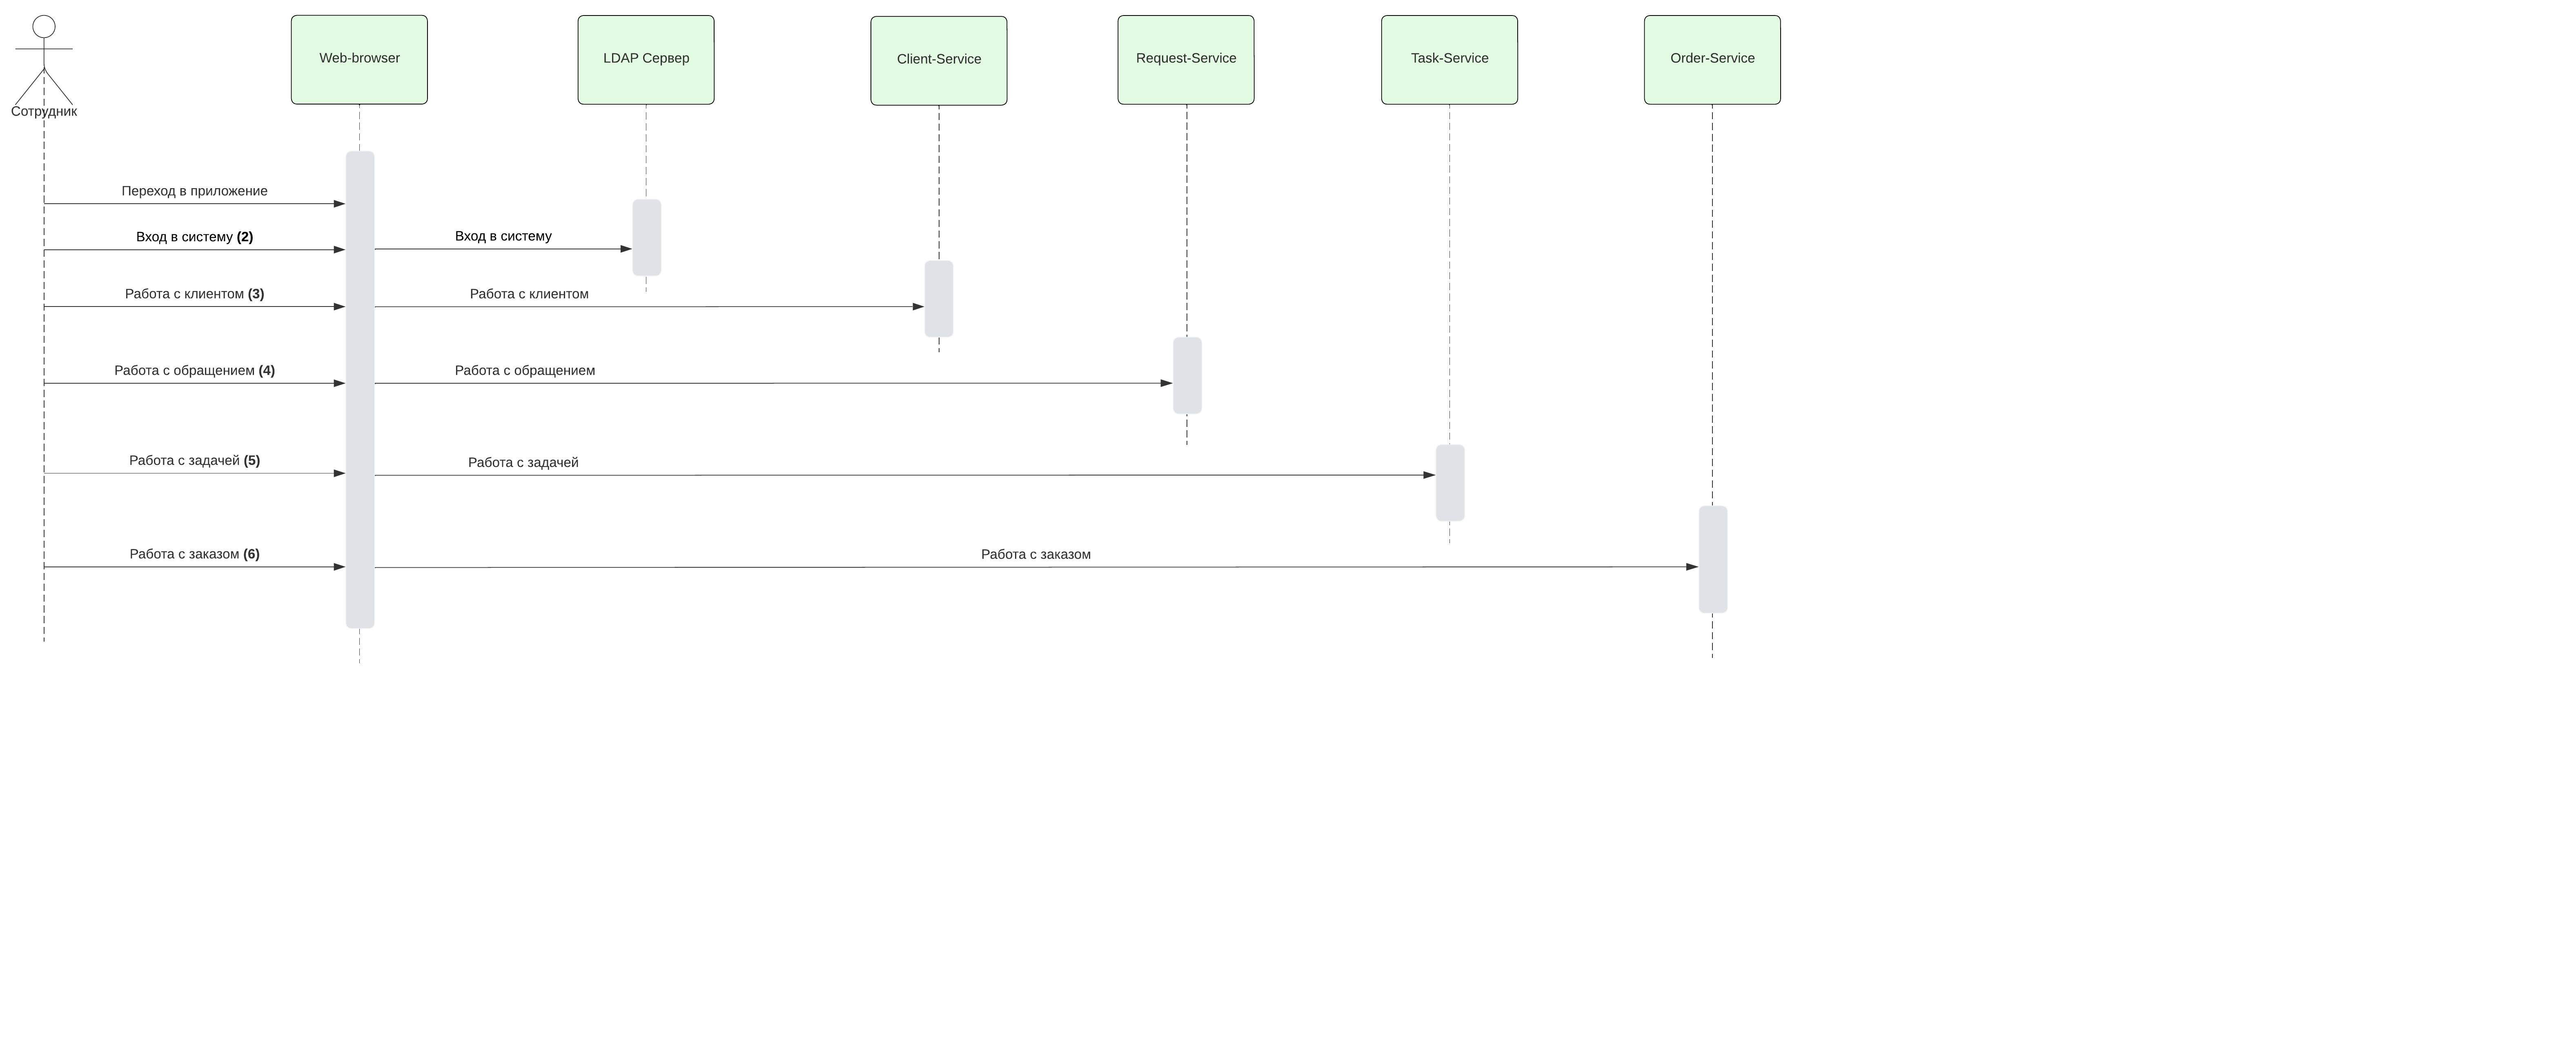 Сотрудник
Web-browser
LDAP Сервер
Client-Service
Request-Service
Task-Service
Order-Service
Переход в приложение
Вход в систему (2)
Вход в систему
Работа с клиентом (3)
Работа с клиентом
Работа с обращением (4)
Работа с обращением
Работа с задачей (5)
Работа с задачей
Работа с заказом (6)
Работа с заказом